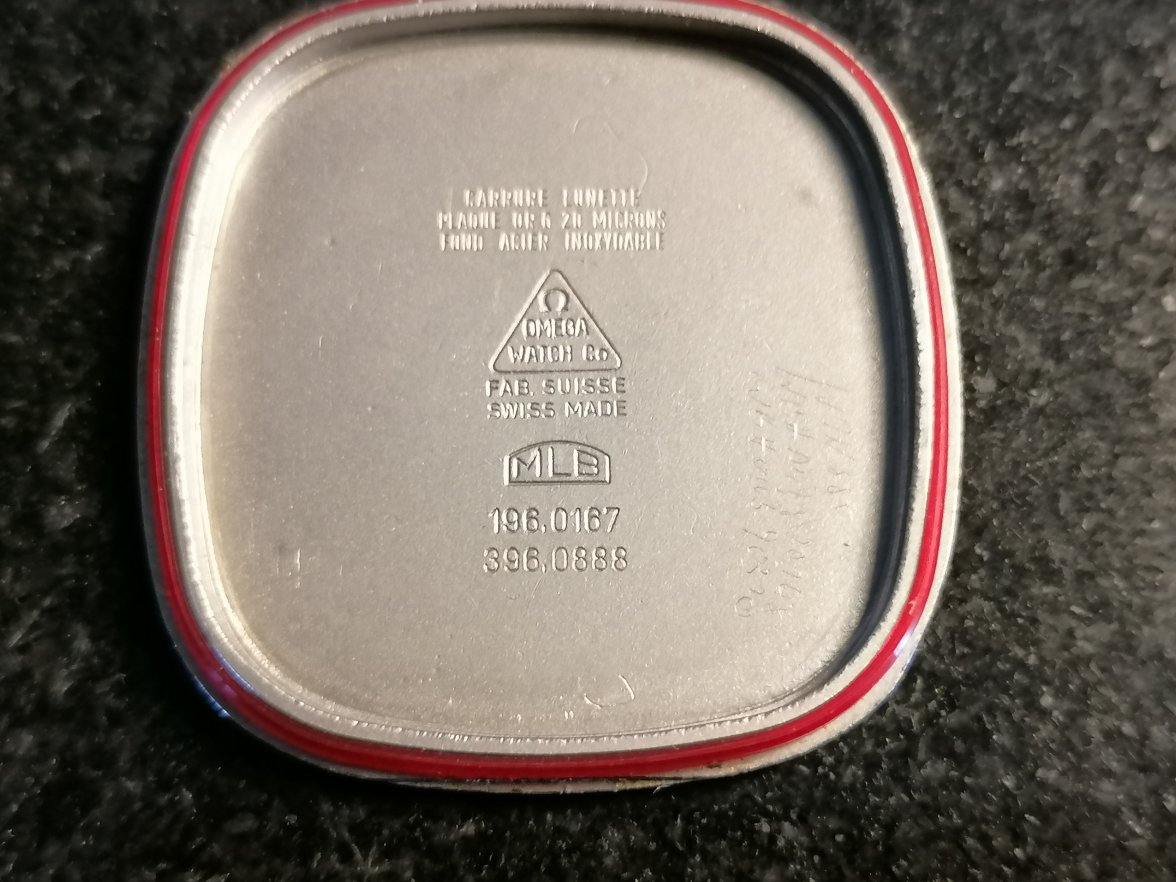 CARRURE LUNETTE
PLAQUE OR G 20 MICRONS
FOND ACIER INOXYDABLE
Ω
OMEGA
WATCH Co
FAB. SUISSE
SWISS MADE
MLB
196.0167
396.0888